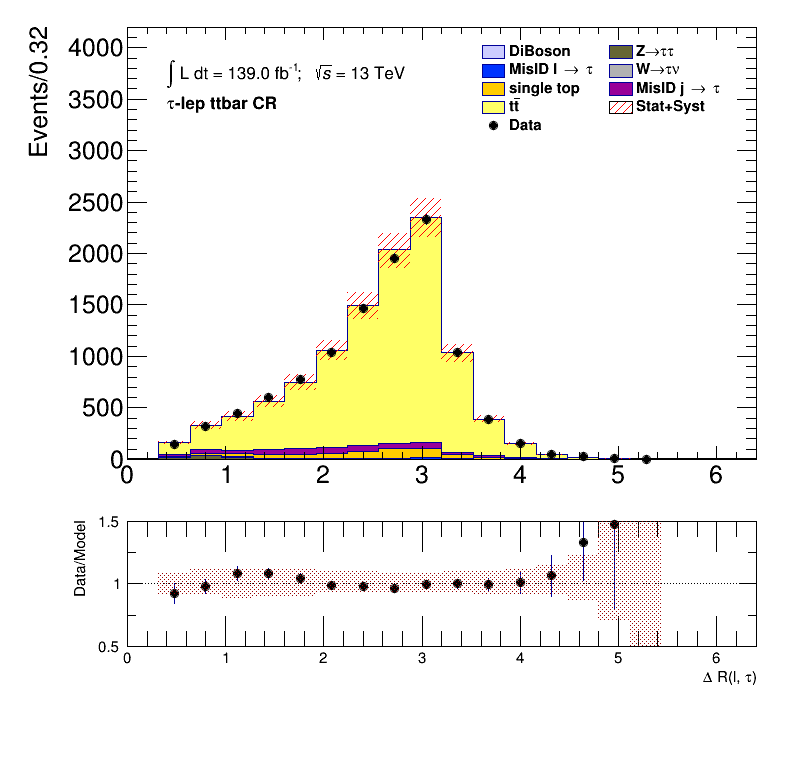 Events/0.32
4000
3500
3000
2500
2000
1500
1000
500
0
∫ L dt = 139.0 fb⁻¹; √s = 13 TeV
τ-lep ttbar CR
DiBoson
MisID l → τ
single top
tt̄
Data
Z→ττ
W→τν
MisID j → τ
Stat+Syst
0 1 2 3 4 5 6
Data/Model
1.5
1
0.5
0 1 2 3 4 5 6
Δ R(l, τ)